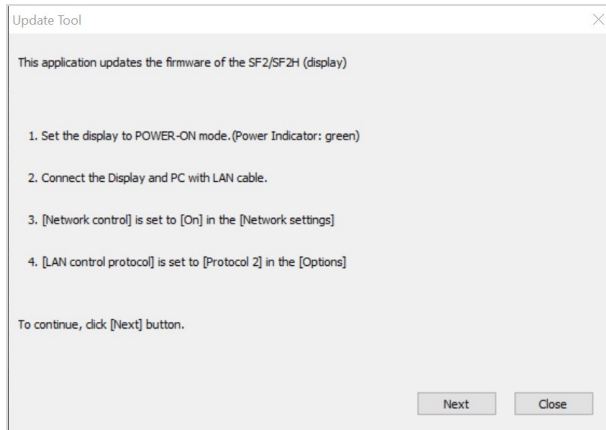 Update Tool
This application updates the firmware of the SF2/SF2H (display)
1. Set the display to POWER-ON mode.(Power Indicator: green)
2. Connect the Display and PC with LAN cable.
3. [Network control] is set to [On] in the [Network settings]
4. [LAN control protocol] is set to [Protocol 2] in the [Options]
To continue, click [Next] button.
Next Close